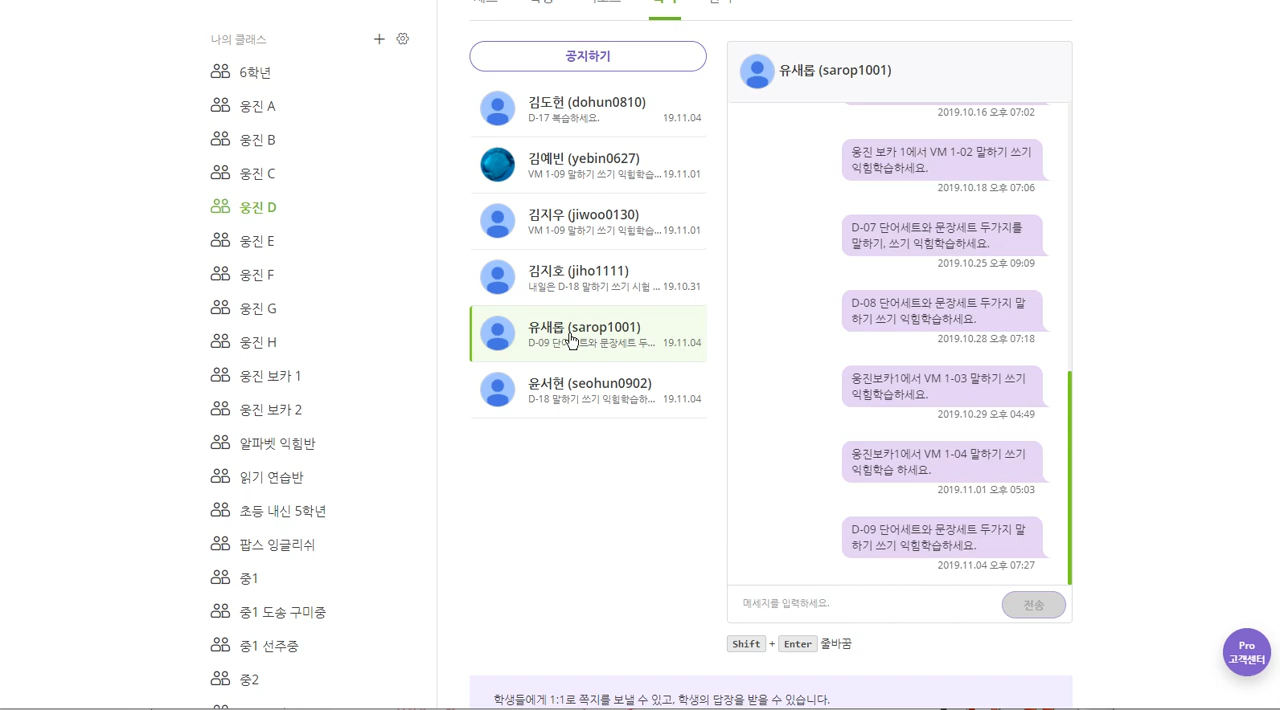 나의 클래스
6학년
웅진 A
웅진 B
웅진 C
웅진 D
웅진 E
웅진 F
웅진 G
웅진 H
웅진 보카 1
웅진 보카 2
알파벳 익힘반
읽기 연습반
초등 내신 5학년
팝스 잉글리쉬
중1
중1 도송 구미중
중1 선주중
중2
공지하기
김도헌 (dohun0810)
D-17 복습하세요. 19.11.04
김예빈 (yebin0627)
VM 1-09 말하기 쓰기 익힘학습... 19.11.01
김지우 (jiwoo0130)
VM 1-09 말하기 쓰기 익힘학습... 19.11.01
김지호 (jiho1111)
내일은 D-18 말하기 쓰기 시험 ... 19.10.31
유새롭 (sarop1001)
D-09 단어세트와 문장세트 두... 19.11.04
윤서현 (seohun0902)
D-18 말하기 쓰기 익힘학습하... 19.11.04
유새롭 (sarop1001)
2019.10.16 오후 07:02
웅진 보카 1에서 VM 1-02 말하기 쓰기
익힘학습하세요.
2019.10.18 오후 07:06
D-07 단어세트와 문장세트 두가지를
말하기, 쓰기 익힘학습하세요.
2019.10.25 오후 09:09
D-08 단어세트와 문장세트 두가지 말
하기 쓰기 익힘학습하세요.
2019.10.28 오후 07:18
웅진보카1에서 VM 1-03 말하기 쓰기
익힘학습하세요.
2019.10.29 오후 04:49
웅진보카1에서 VM 1-04 말하기 쓰기
익힘학습 하세요.
2019.11.01 오후 05:03
D-09 단어세트와 문장세트 두가지 말
하기 쓰기 익힘학습하세요.
2019.11.04 오후 07:27
메세지를 입력하세요.
전송
Shift + Enter 줄바꿈
Pro
고객센터
학생들에게 1:1로 쪽지를 보낼 수 있고, 학생의 답장을 받을 수 있습니다.